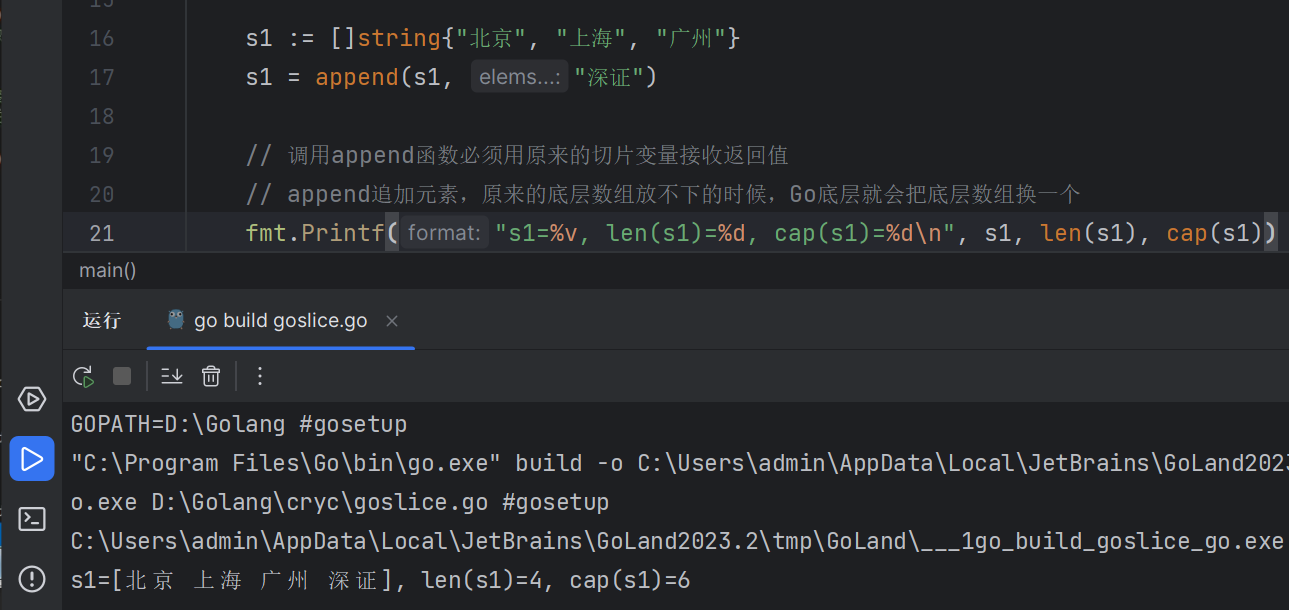 15
16 s1 := []string{"北京", "上海", "广州"}
17 s1 = append(s1, elems...: "深证")
18
19 // 调用append函数必须用原来的切片变量接收返回值
20 // append追加元素，原来的底层数组放不下的时候，Go底层就会把底层数组换一个
21 fmt.Printf( format: "s1=%v, len(s1)=%d, cap(s1)=%d\n", s1, len(s1), cap(s1))
main()
运行 go build goslice.go ×
GOPATH=D:\Golang #gosetup
"C:\Program Files\Go\bin\go.exe" build -o C:\Users\admin\AppData\Local\JetBrains\GoLand2023
o.exe D:\Golang\cryc\goslice.go #gosetup
C:\Users\admin\AppData\Local\JetBrains\GoLand2023.2\tmp\GoLand\___1go_build_goslice_go.exe
s1=[北京 上海 广州 深证], len(s1)=4, cap(s1)=6